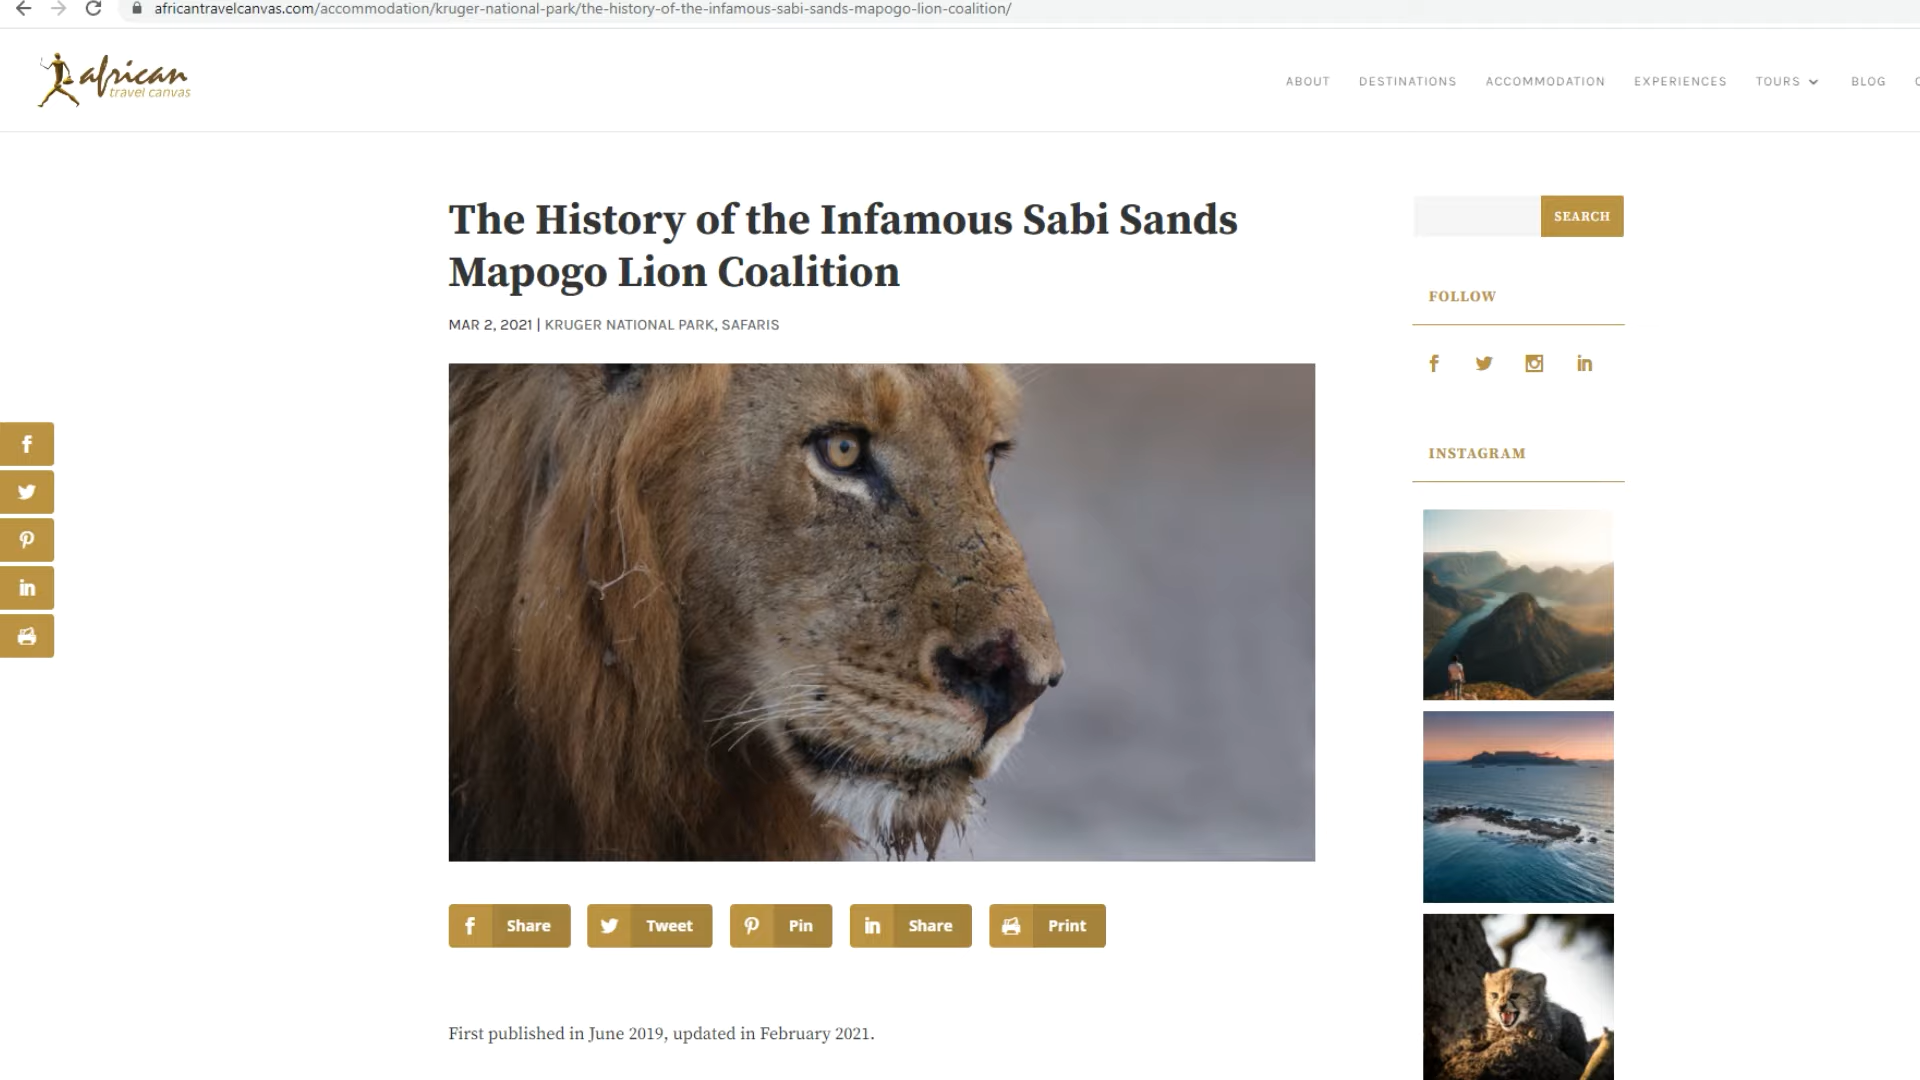 africantravelcanvas.com/accommodation/kruger-national-park/the-history-of-the-infamous-sabi-sands-mapogo-lion-coalition/
african
travel canvas
ABOUT DESTINATIONS ACCOMMODATION EXPERIENCES TOURS BLOG
The History of the Infamous Sabi Sands
Mapogo Lion Coalition
MAR 2, 2021 | KRUGER NATIONAL PARK, SAFARIS
Share Tweet Pin Share Print
First published in June 2019, updated in February 2021.
SEARCH
FOLLOW
INSTAGRAM